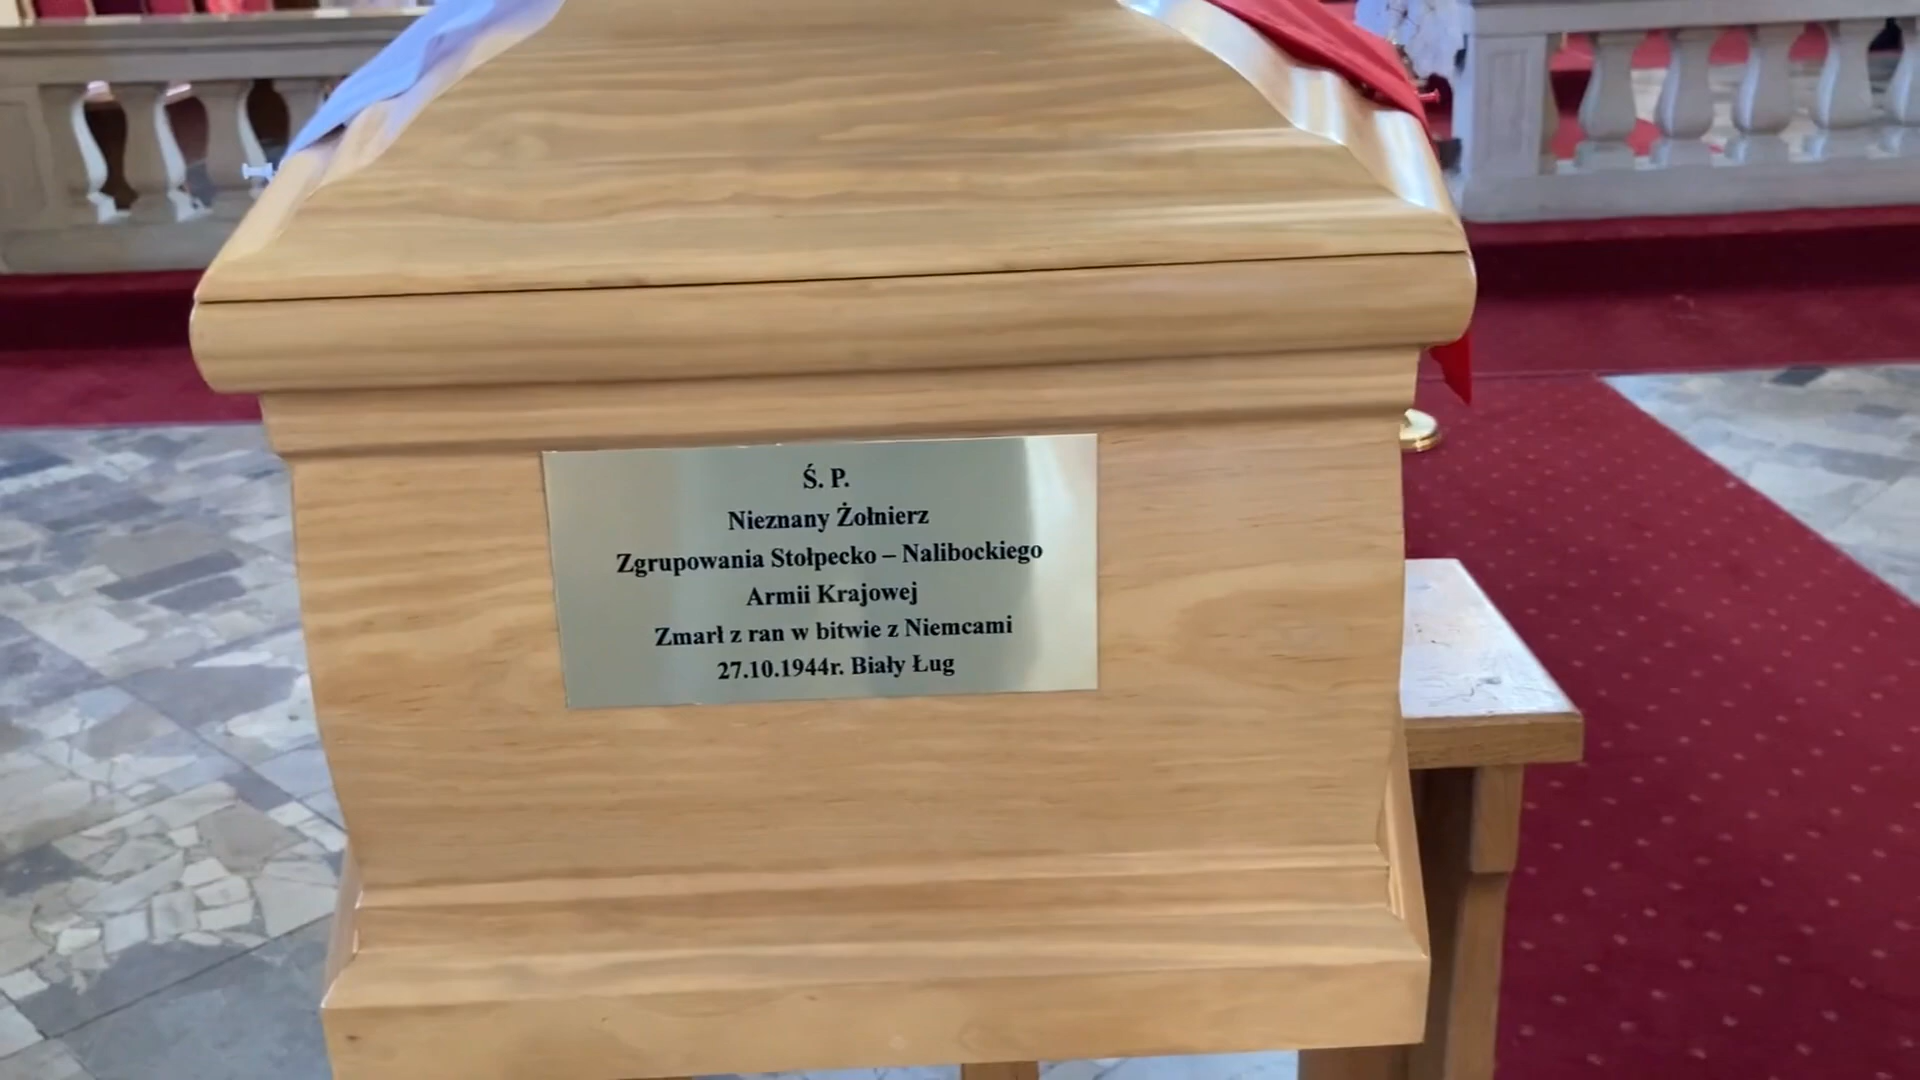 Ś. P.
Nieznany Żołnierz
Zgrupowania Stołpecko – Nalibockiego
Armii Krajowej
Zmarł z ran w bitwie z Niemcami
27.10.1944r. Biały Ług